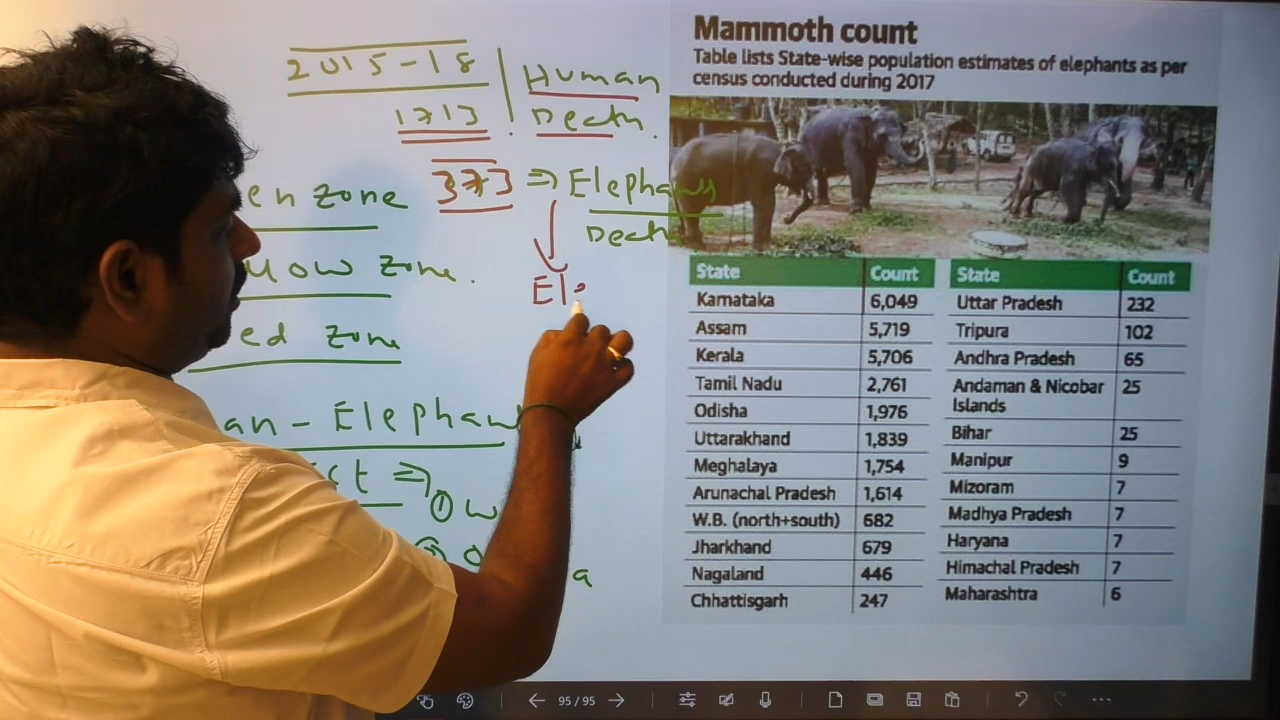 2015-18
1713
Human
Death.
373 ⇒ Elephants
Death
Ele
en zone
llow zone.
ed zone
an - Elephant
ct ⇒ ① w
② o
a
Mammoth count
Table lists State-wise population estimates of elephants as per
census conducted during 2017
State Count
Karnataka 6,049
Assam 5,719
Kerala 5,706
Tamil Nadu 2,761
Odisha 1,976
Uttarakhand 1,839
Meghalaya 1,754
Arunachal Pradesh 1,614
W.B. (north+south) 682
Jharkhand 679
Nagaland 446
Chhattisgarh 247
State Count
Uttar Pradesh 232
Tripura 102
Andhra Pradesh 65
Andaman & Nicobar 25
Islands
Bihar 25
Manipur 9
Mizoram 7
Madhya Pradesh 7
Haryana 7
Himachal Pradesh 7
Maharashtra 6
95 / 95